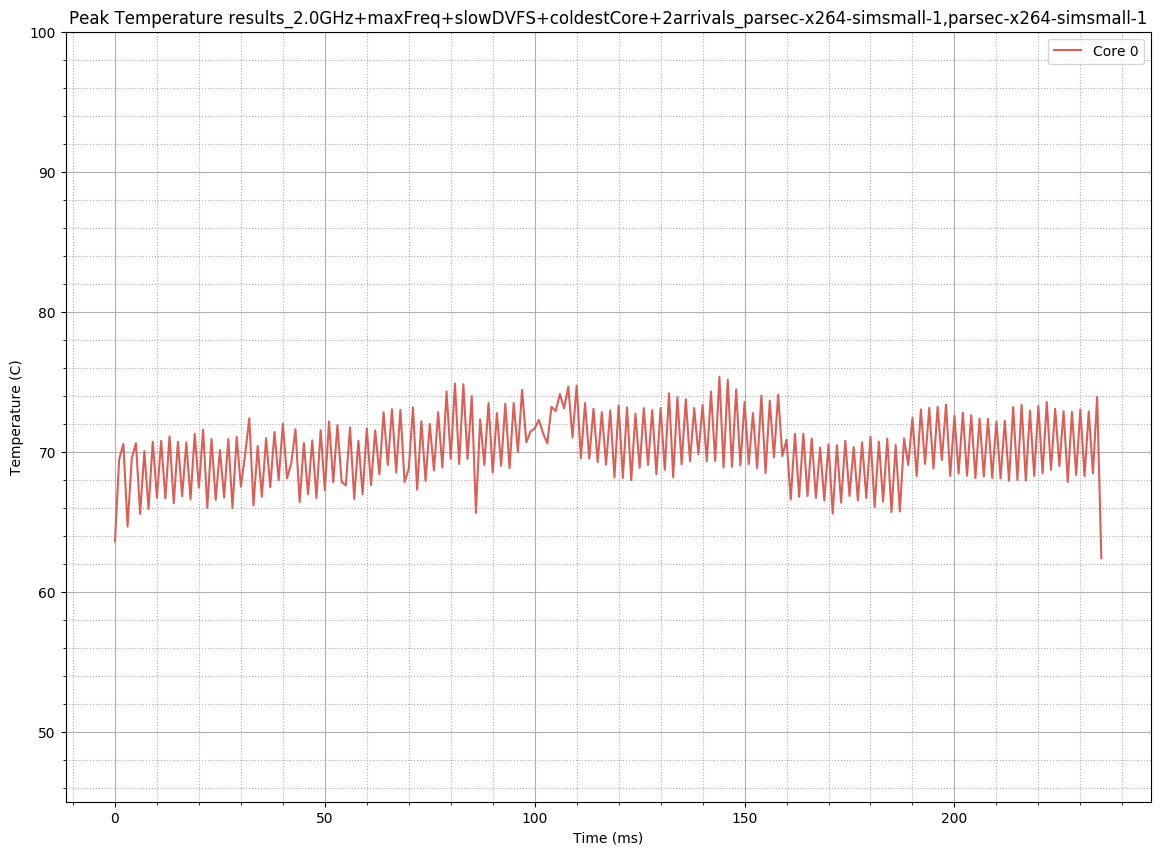 Peak Temperature results_2.0GHz+maxFreq+slowDVFS+coldestCore+2arrivals_parsec-x264-simsmall-1,parsec-x264-simsmall-1
Core 0
100
90
80
70
60
50
Temperature (C)
0 50 100 150 200
Time (ms)